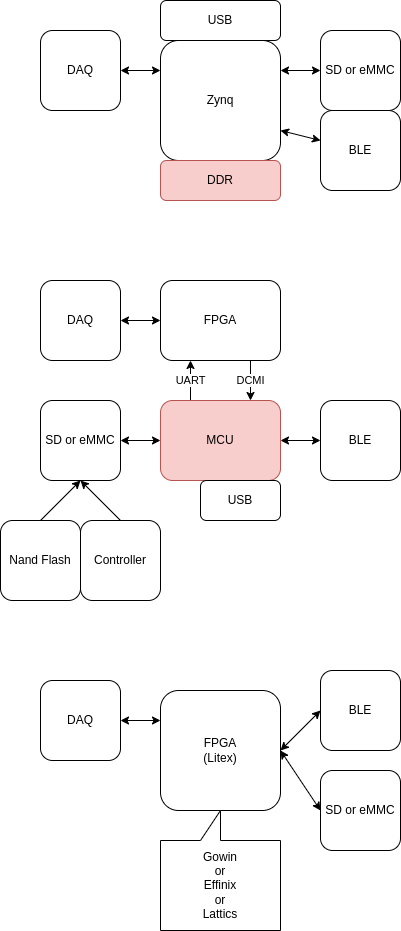 USB
DAQ
Zynq
SD or eMMC
BLE
DDR
DAQ
FPGA
UART
DCMI
SD or eMMC
MCU
BLE
USB
Nand Flash
Controller
DAQ
FPGA
(Litex)
BLE
SD or eMMC
Gowin
or
Effinix
or
Lattics